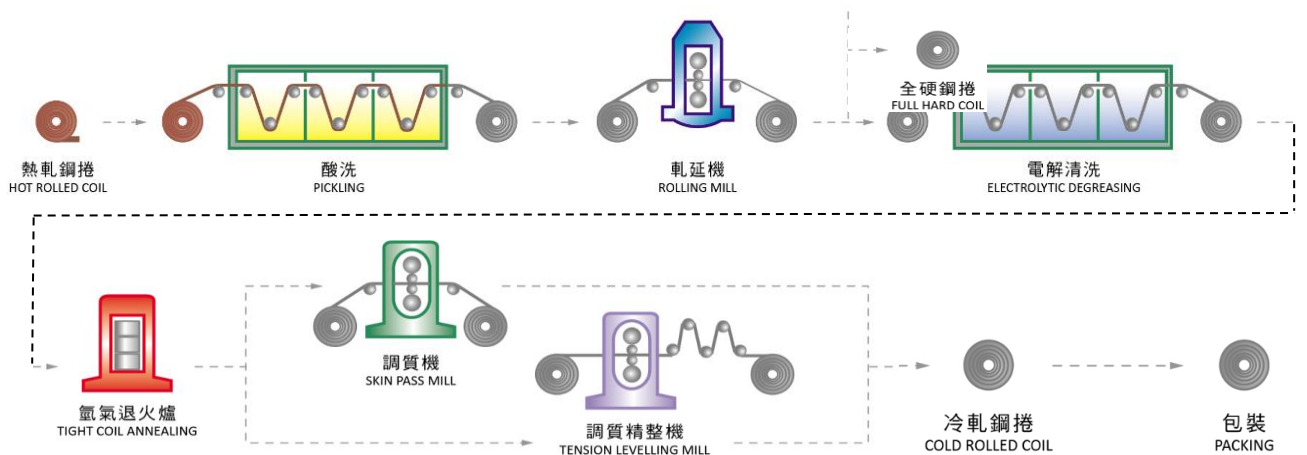 全硬鋼捲
FULL HARD COIL
熱軋鋼捲
HOT ROLLED COIL
酸洗
PICKLING
軋延機
ROLLING MILL
電解清洗
ELECTROLYTIC DEGREASING
氫氣退火爐
TIGHT COIL ANNEALING
調質機
SKIN PASS MILL
調質精整機
TENSION LEVELLING MILL
冷軋鋼捲
COLD ROLLED COIL
包裝
PACKING